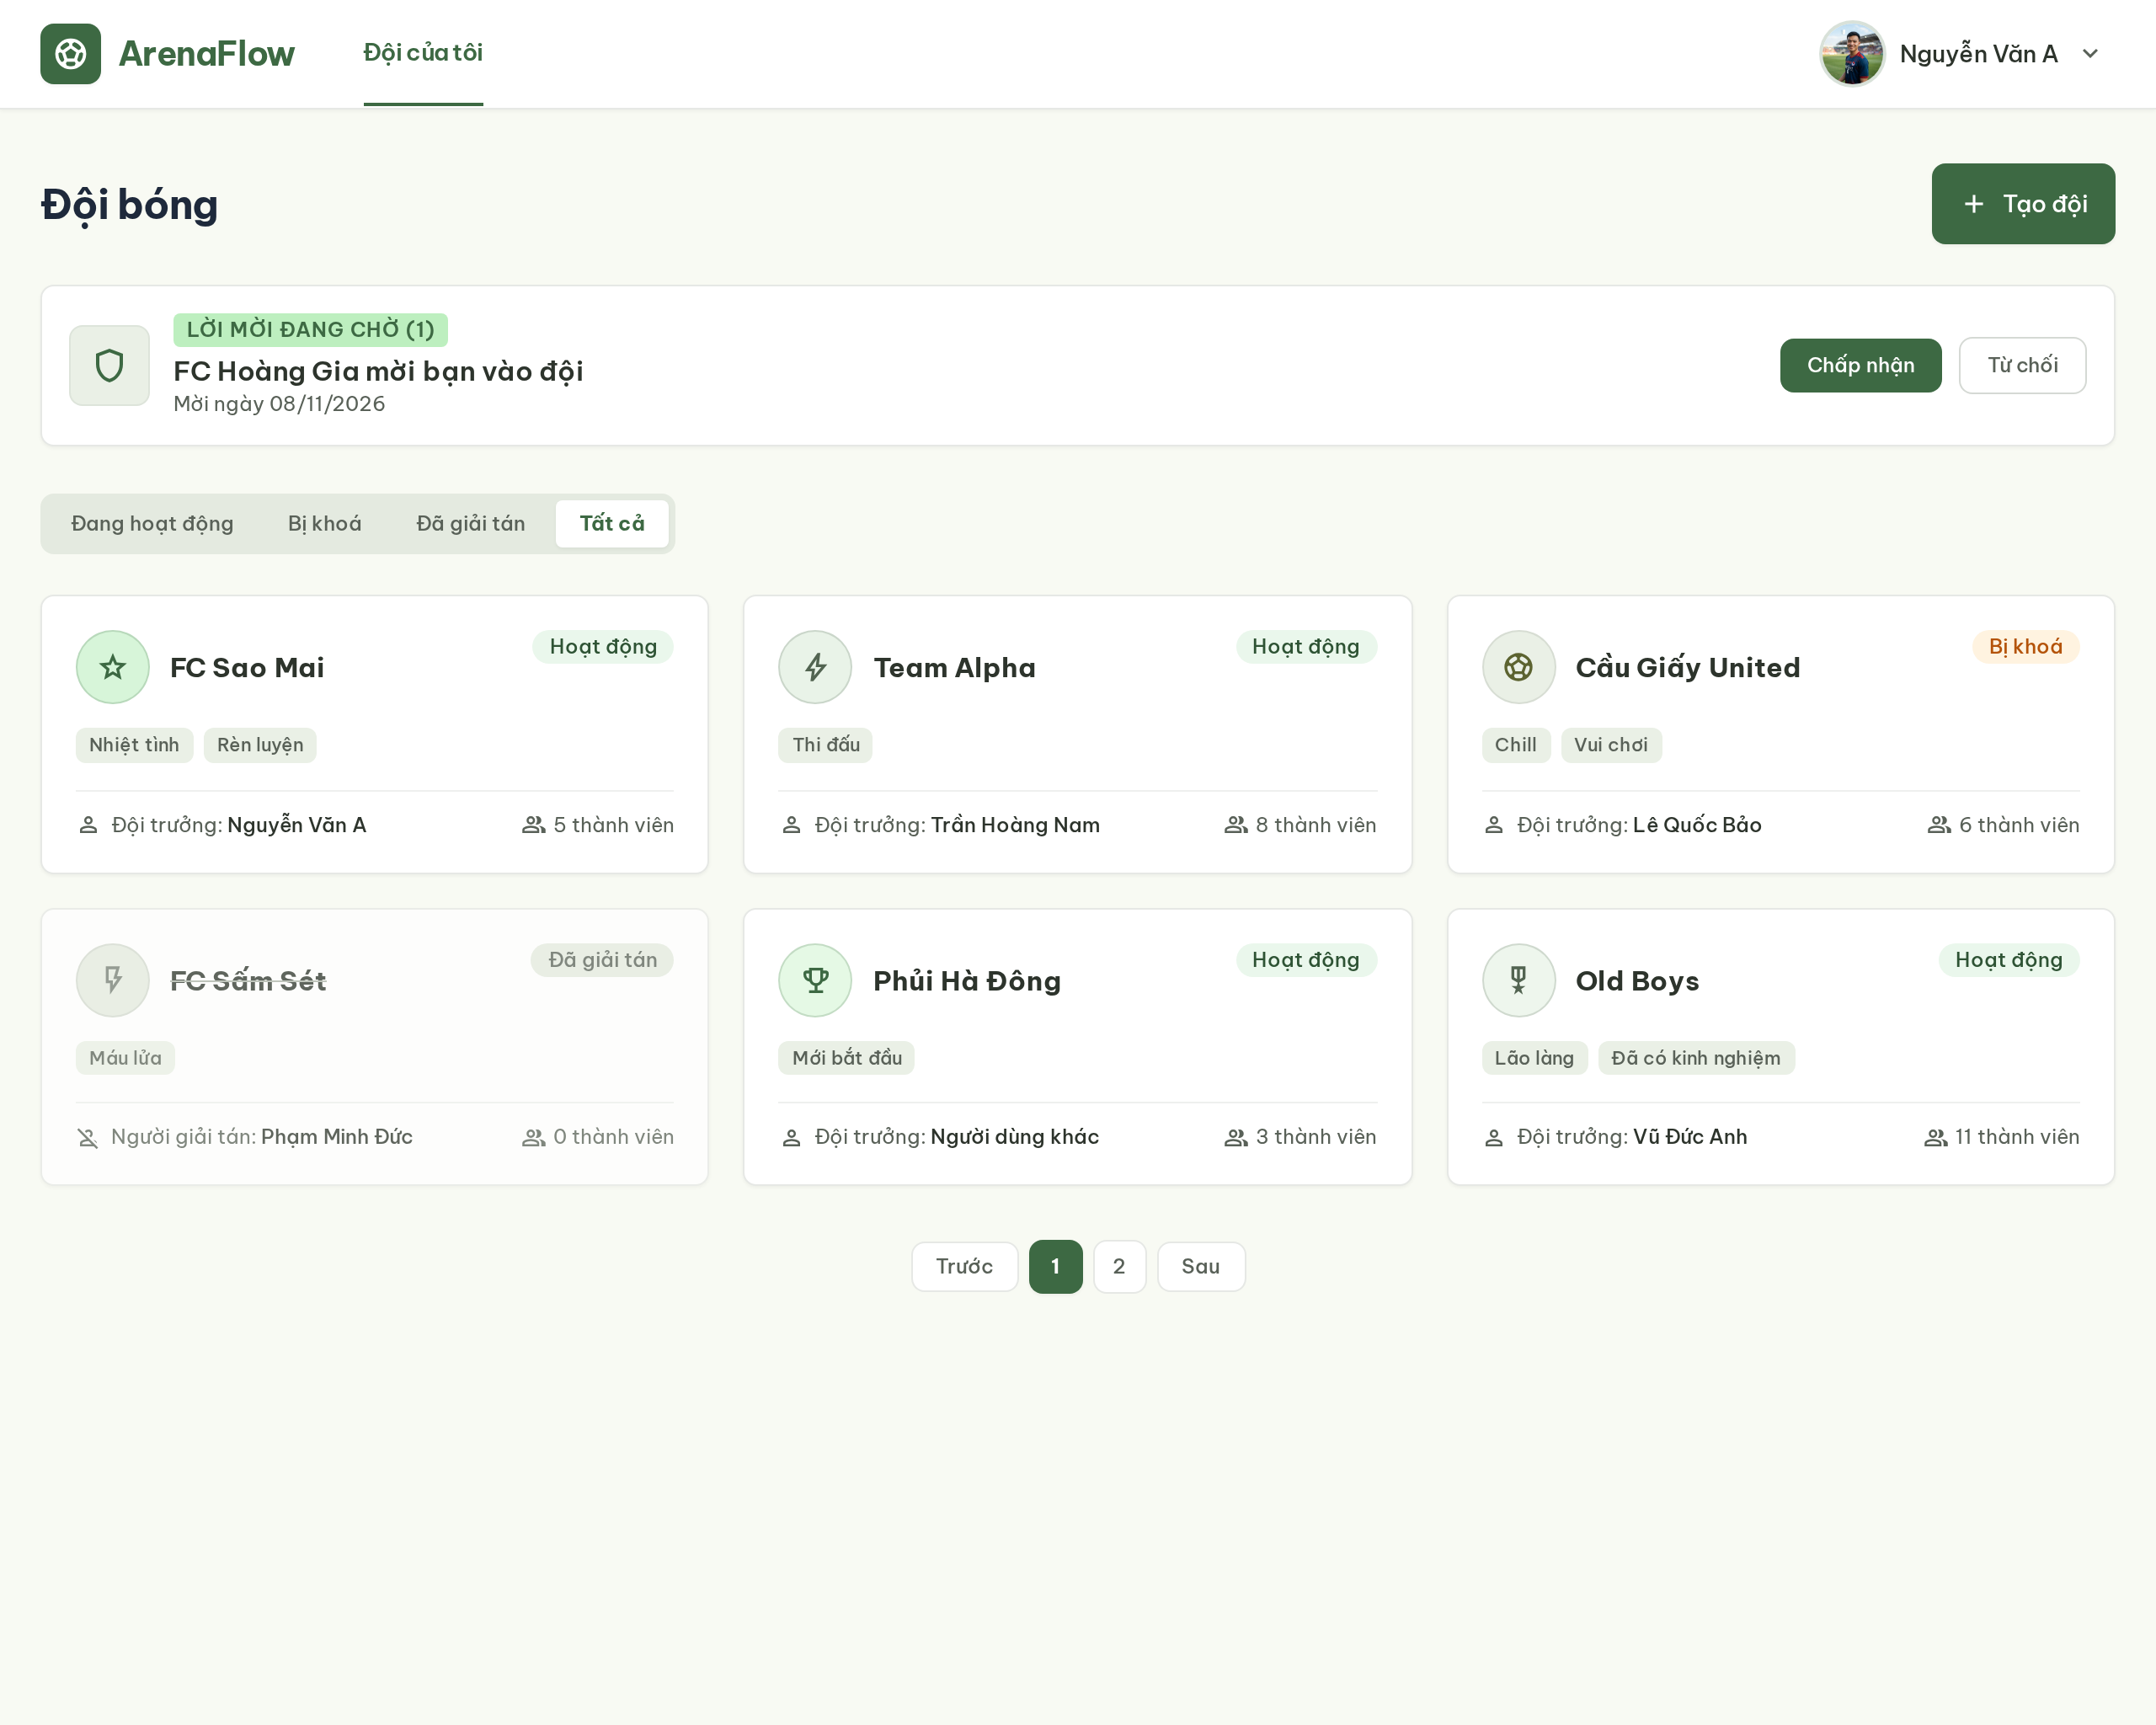 ArenaFlow
Đội của tôi
Nguyễn Văn A
Đội bóng
Tạo đội
LỜI MỜI ĐANG CHỜ (1)
FC Hoàng Gia mời bạn vào đội
Mời ngày 08/11/2026
Chấp nhận
Từ chối
Đang hoạt động
Bị khoá
Đã giải tán
Tất cả
FC Sao Mai
Hoạt động
Nhiệt tình
Rèn luyện
Đội trưởng: Nguyễn Văn A
5 thành viên
Team Alpha
Hoạt động
Thi đấu
Đội trưởng: Trần Hoàng Nam
8 thành viên
Cầu Giấy United
Bị khoá
Chill
Vui chơi
Đội trưởng: Lê Quốc Bảo
6 thành viên
FC Sấm Sét
Đã giải tán
Máu lửa
Người giải tán: Phạm Minh Đức
0 thành viên
Phủi Hà Đông
Hoạt động
Mới bắt đầu
Đội trưởng: Người dùng khác
3 thành viên
Old Boys
Hoạt động
Lão làng
Đã có kinh nghiệm
Đội trưởng: Vũ Đức Anh
11 thành viên
Trước
1
2
Sau